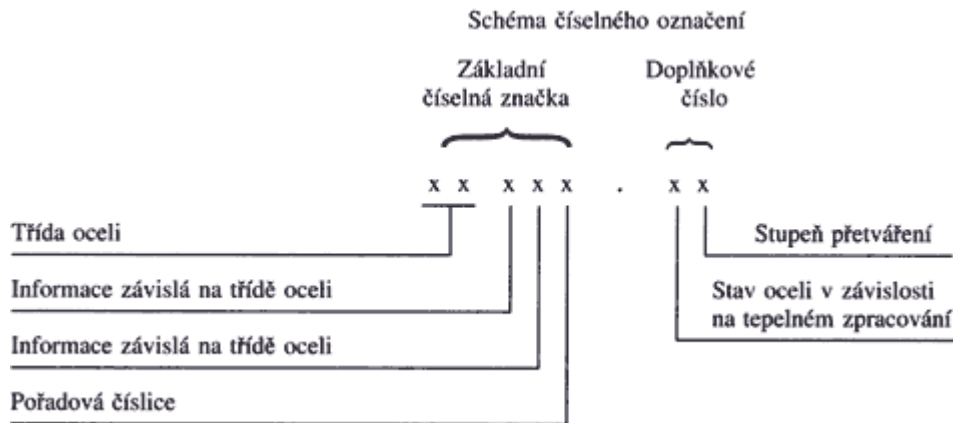 Schéma číselného označení
Základní
číselná značka
Doplňkové
číslo
x x x x x . x x
Třída oceli
Stupeň přetváření
Informace závislá na třídě oceli
Stav oceli v závislosti
na tepelném zpracování
Informace závislá na třídě oceli
Pořadová číslice